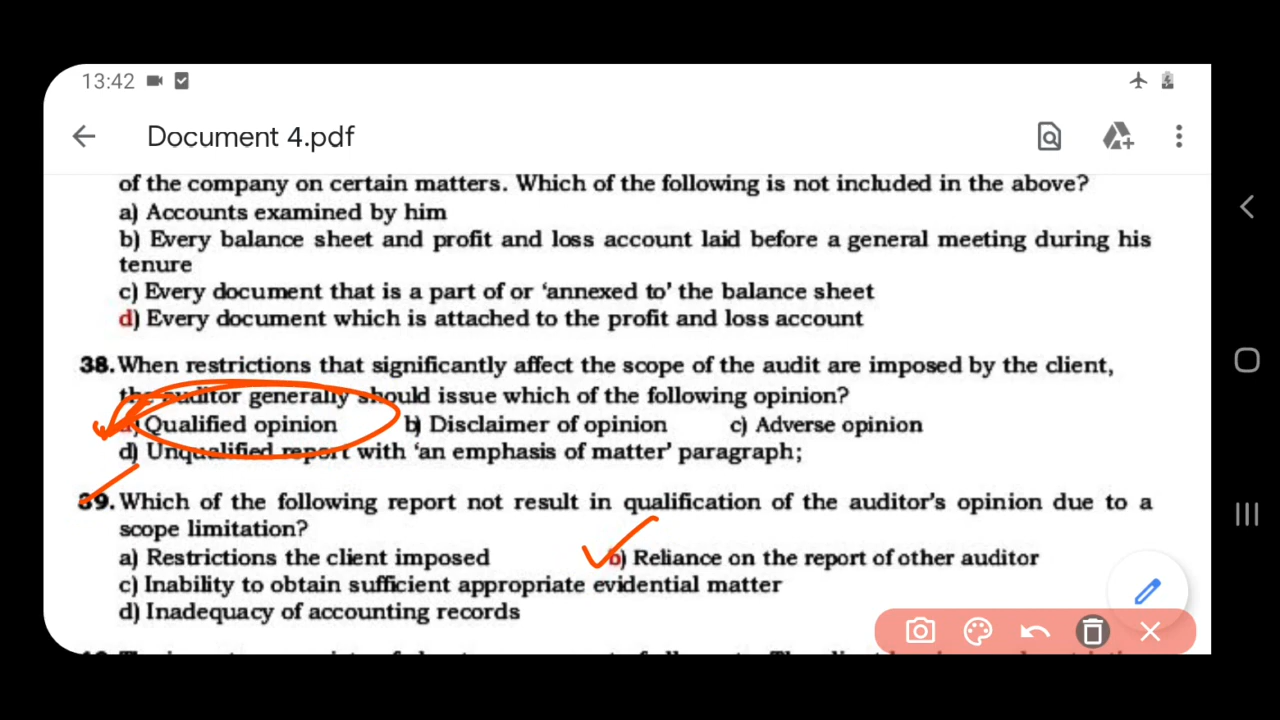 13:42
Document 4.pdf
of the company on certain matters. Which of the following is not included in the above?
a) Accounts examined by him
b) Every balance sheet and profit and loss account laid before a general meeting during his
tenure
c) Every document that is a part of or ‘annexed to’ the balance sheet
d) Every document which is attached to the profit and loss account
38. When restrictions that significantly affect the scope of the audit are imposed by the client,
the auditor generally should issue which of the following opinion?
a) Qualified opinion b) Disclaimer of opinion c) Adverse opinion
d) Unqualified report with ‘an emphasis of matter’ paragraph;
39. Which of the following report not result in qualification of the auditor’s opinion due to a
scope limitation?
a) Restrictions the client imposed b) Reliance on the report of other auditor
c) Inability to obtain sufficient appropriate evidential matter
d) Inadequacy of accounting records